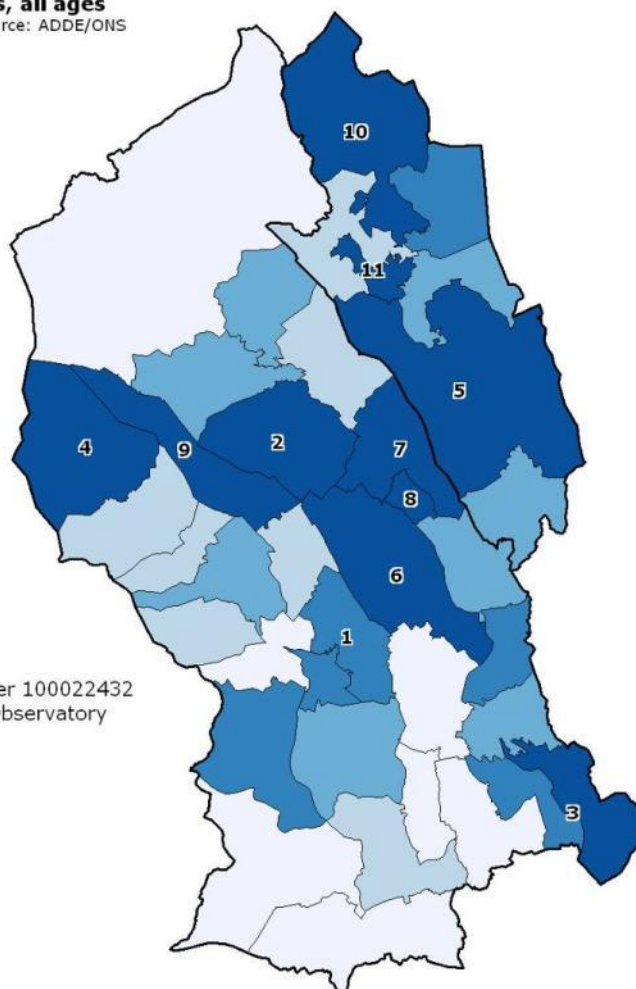 s, all ages
rce: ADDE/ONS
10
11
5
7
2
4
9
8
6
1
er 100022432
bservatory
3